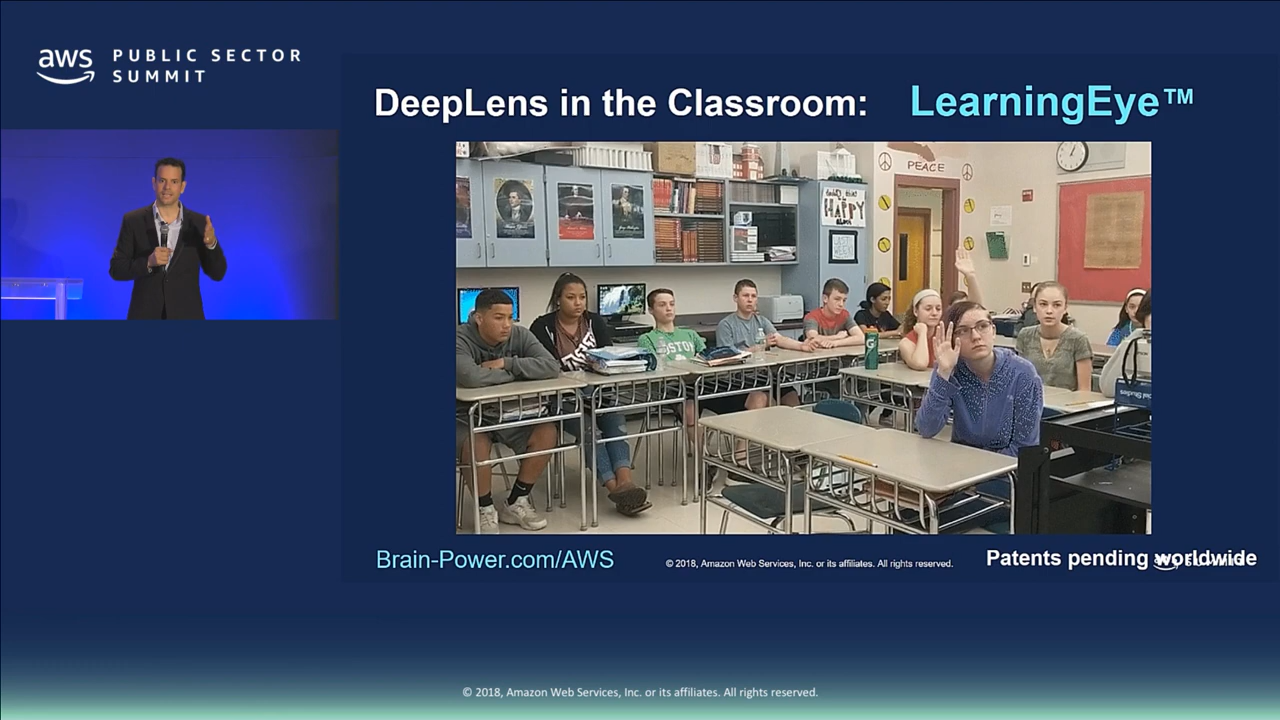 aws PUBLIC SECTOR
SUMMIT
DeepLens in the Classroom: LearningEye™
PEACE
HAPPY
BOSTON
G
Brain-Power.com/AWS
© 2018, Amazon Web Services, Inc. or its affiliates. All rights reserved.
Patents pending worldwide
© 2018, Amazon Web Services, Inc. or its affiliates. All rights reserved.